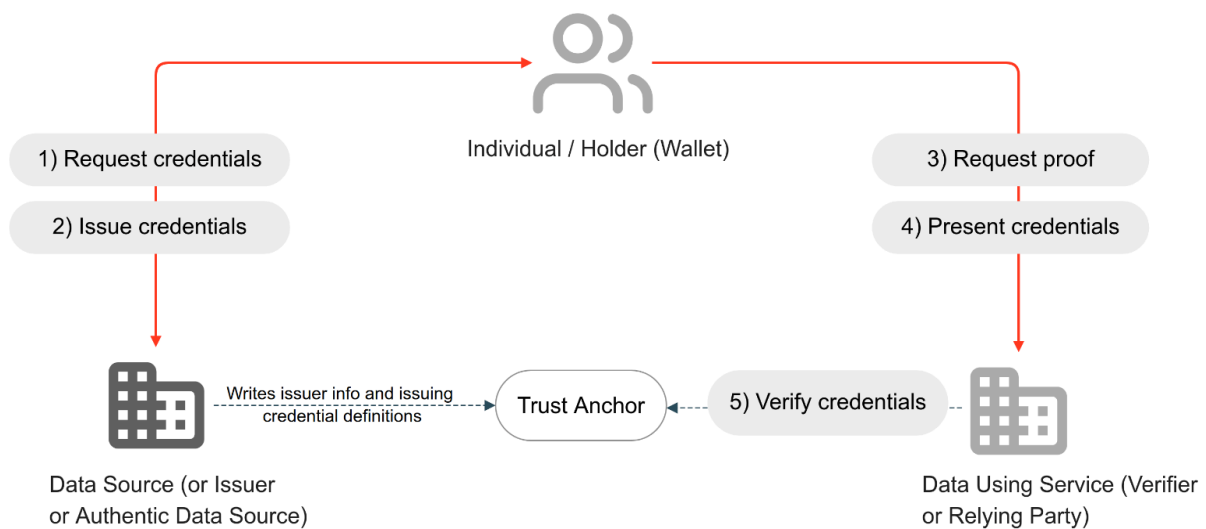 Individual / Holder (Wallet)
1) Request credentials
2) Issue credentials
3) Request proof
4) Present credentials
Writes issuer info and issuing
credential definitions
Trust Anchor
5) Verify credentials
Data Source (or Issuer
or Authentic Data Source)
Data Using Service (Verifier
or Relying Party)